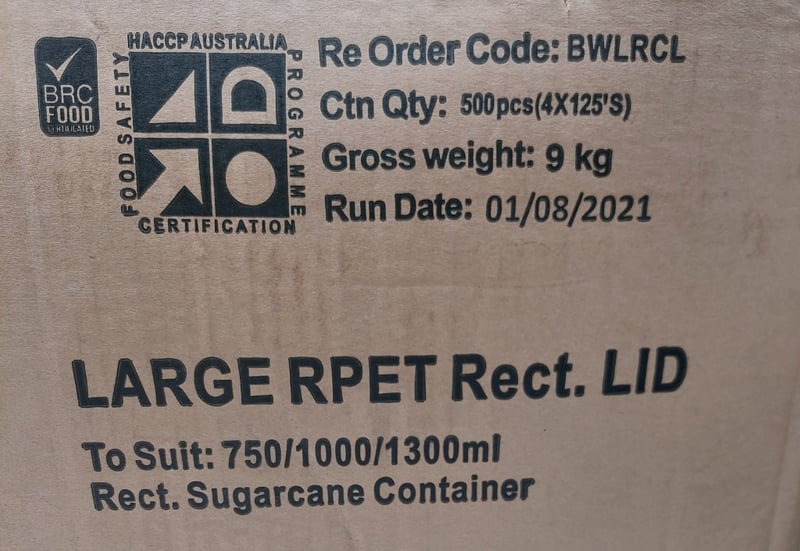 BRC
FOOD
CERTIFICATED
HACCP AUSTRALIA
FOOD SAFETY
PROGRAMME
CERTIFICATION
Re Order Code: BWLRCL
Ctn Qty: 500pcs(4X125'S)
Gross weight: 9 kg
Run Date: 01/08/2021
LARGE RPET Rect. LID
To Suit: 750/1000/1300ml
Rect. Sugarcane Container